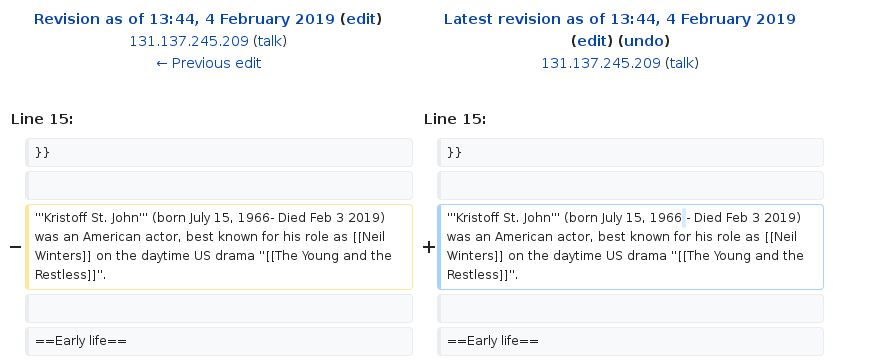 Revision as of 13:44, 4 February 2019 (edit)
131.137.245.209 (talk)
← Previous edit
Latest revision as of 13:44, 4 February 2019
(edit) (undo)
131.137.245.209 (talk)
Line 15:
Line 15:
}}
}}
− '''Kristoff St. John''' (born July 15, 1966- Died Feb 3 2019)
was an American actor, best known for his role as [[Neil
Winters]] on the daytime US drama ''[[The Young and the
Restless]]''.
+ '''Kristoff St. John''' (born July 15, 1966 - Died Feb 3 2019)
was an American actor, best known for his role as [[Neil
Winters]] on the daytime US drama ''[[The Young and the
Restless]]''.
==Early life==
==Early life==